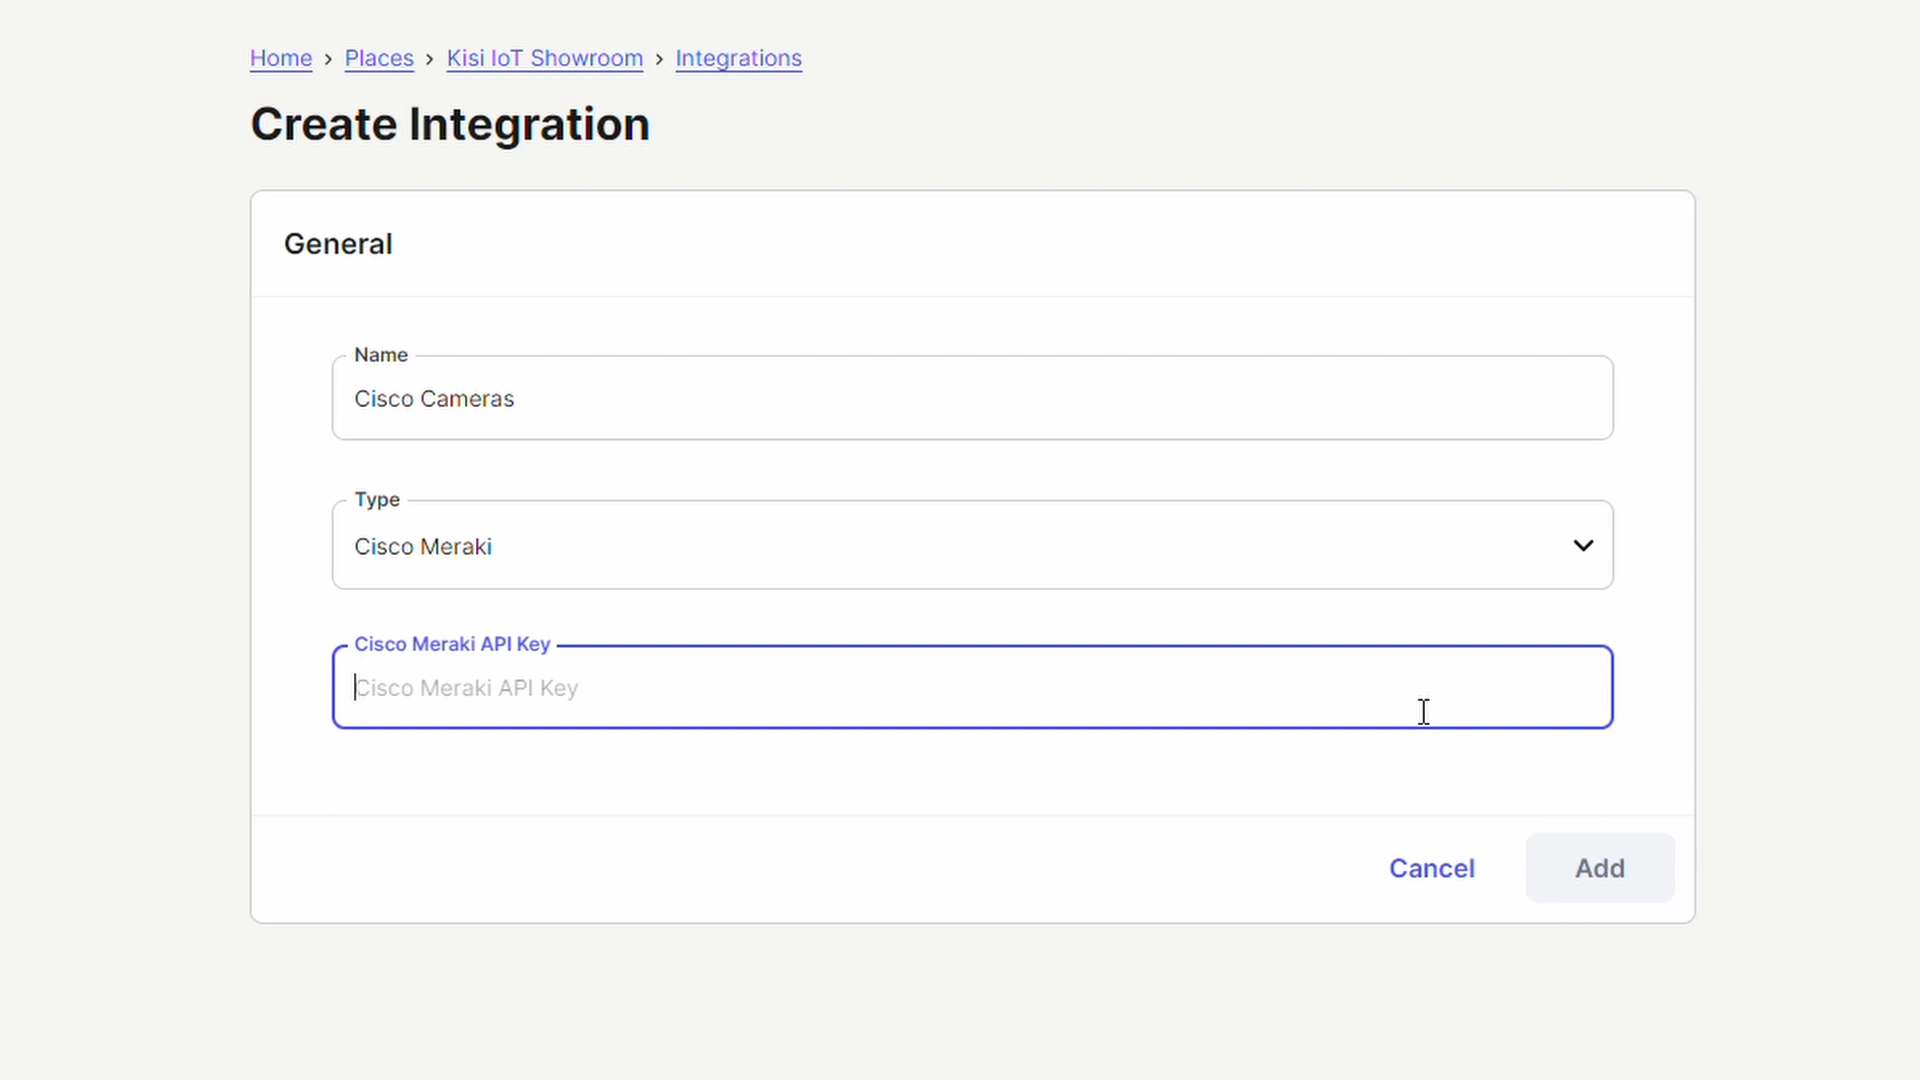 Home › Places › Kisi IoT Showroom › Integrations
Create Integration
General
Name
Cisco Cameras
Type
Cisco Meraki
Cisco Meraki API Key
Cisco Meraki API Key
Cancel Add